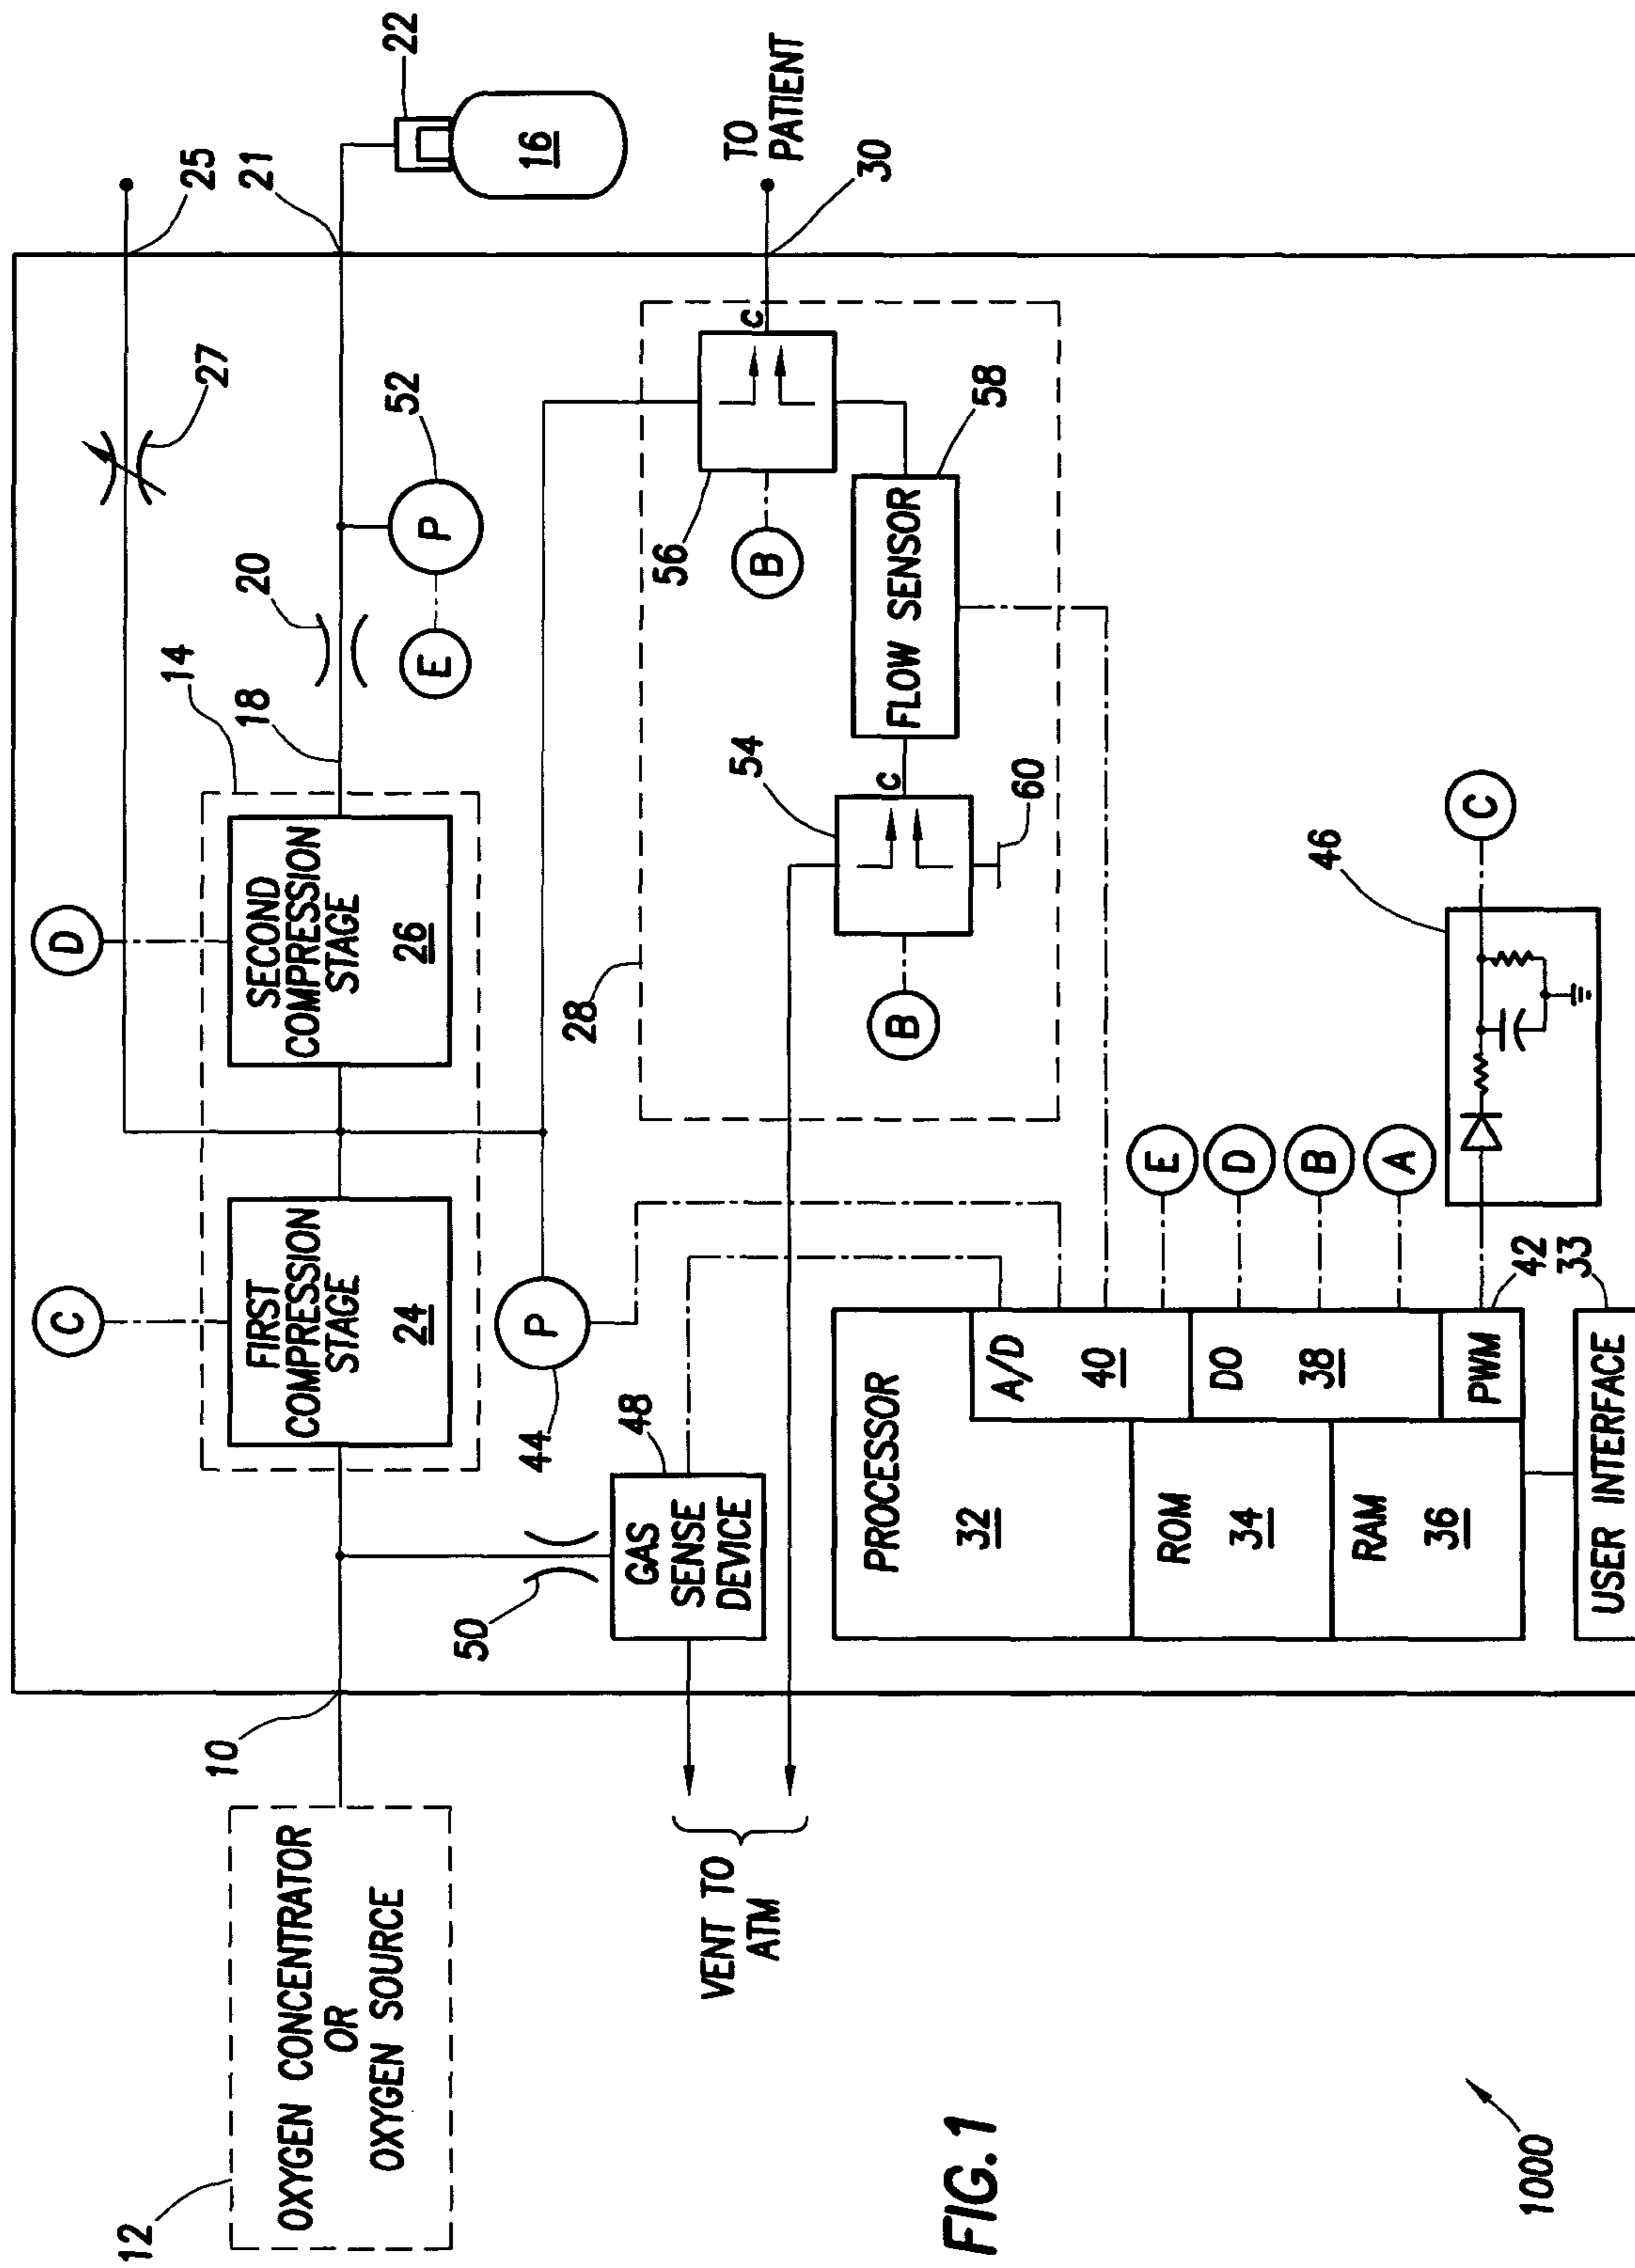 12
OXYGEN CONCENTRATOR
OR
OXYGEN SOURCE
10
C
D
FIRST
COMPRESSION
STAGE
24
SECOND
COMPRESSION
STAGE
26
14
18
20
27
25
21
22
16
E
P
52
P
44
50
GAS
SENSE
DEVICE
48
VENT TO
ATM
28
B
54
C
60
FLOW SENSOR
58
56
B
C
TO
PATIENT
30
PROCESSOR
32
A/D
40
ROM
34
DO
38
RAM
36
PWM
42
33
USER INTERFACE
E
D
B
A
46
C
FIG.1
1000